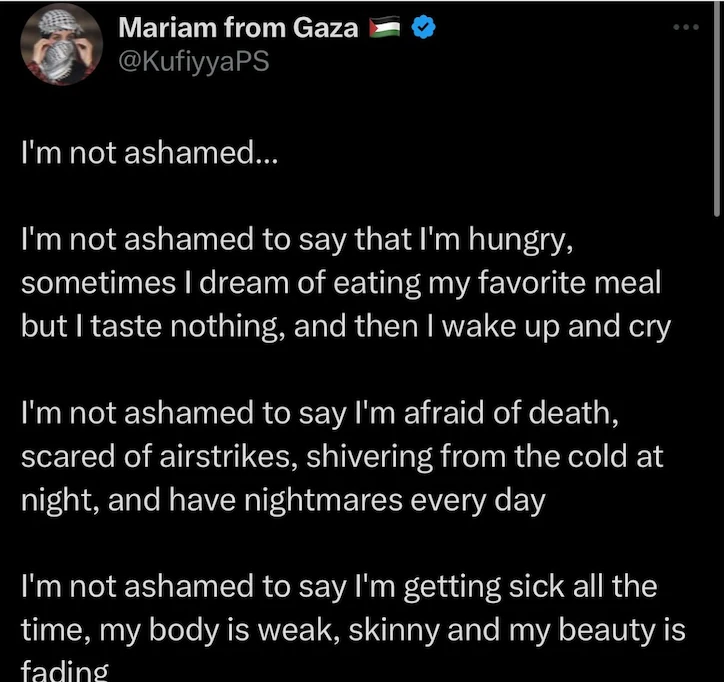 Mariam from Gaza 🇵🇸
@KufiyyaPS
I'm not ashamed...
I'm not ashamed to say that I'm hungry,
sometimes I dream of eating my favorite meal
but I taste nothing, and then I wake up and cry
I'm not ashamed to say I'm afraid of death,
scared of airstrikes, shivering from the cold at
night, and have nightmares every day
I'm not ashamed to say I'm getting sick all the
time, my body is weak, skinny and my beauty is
fading